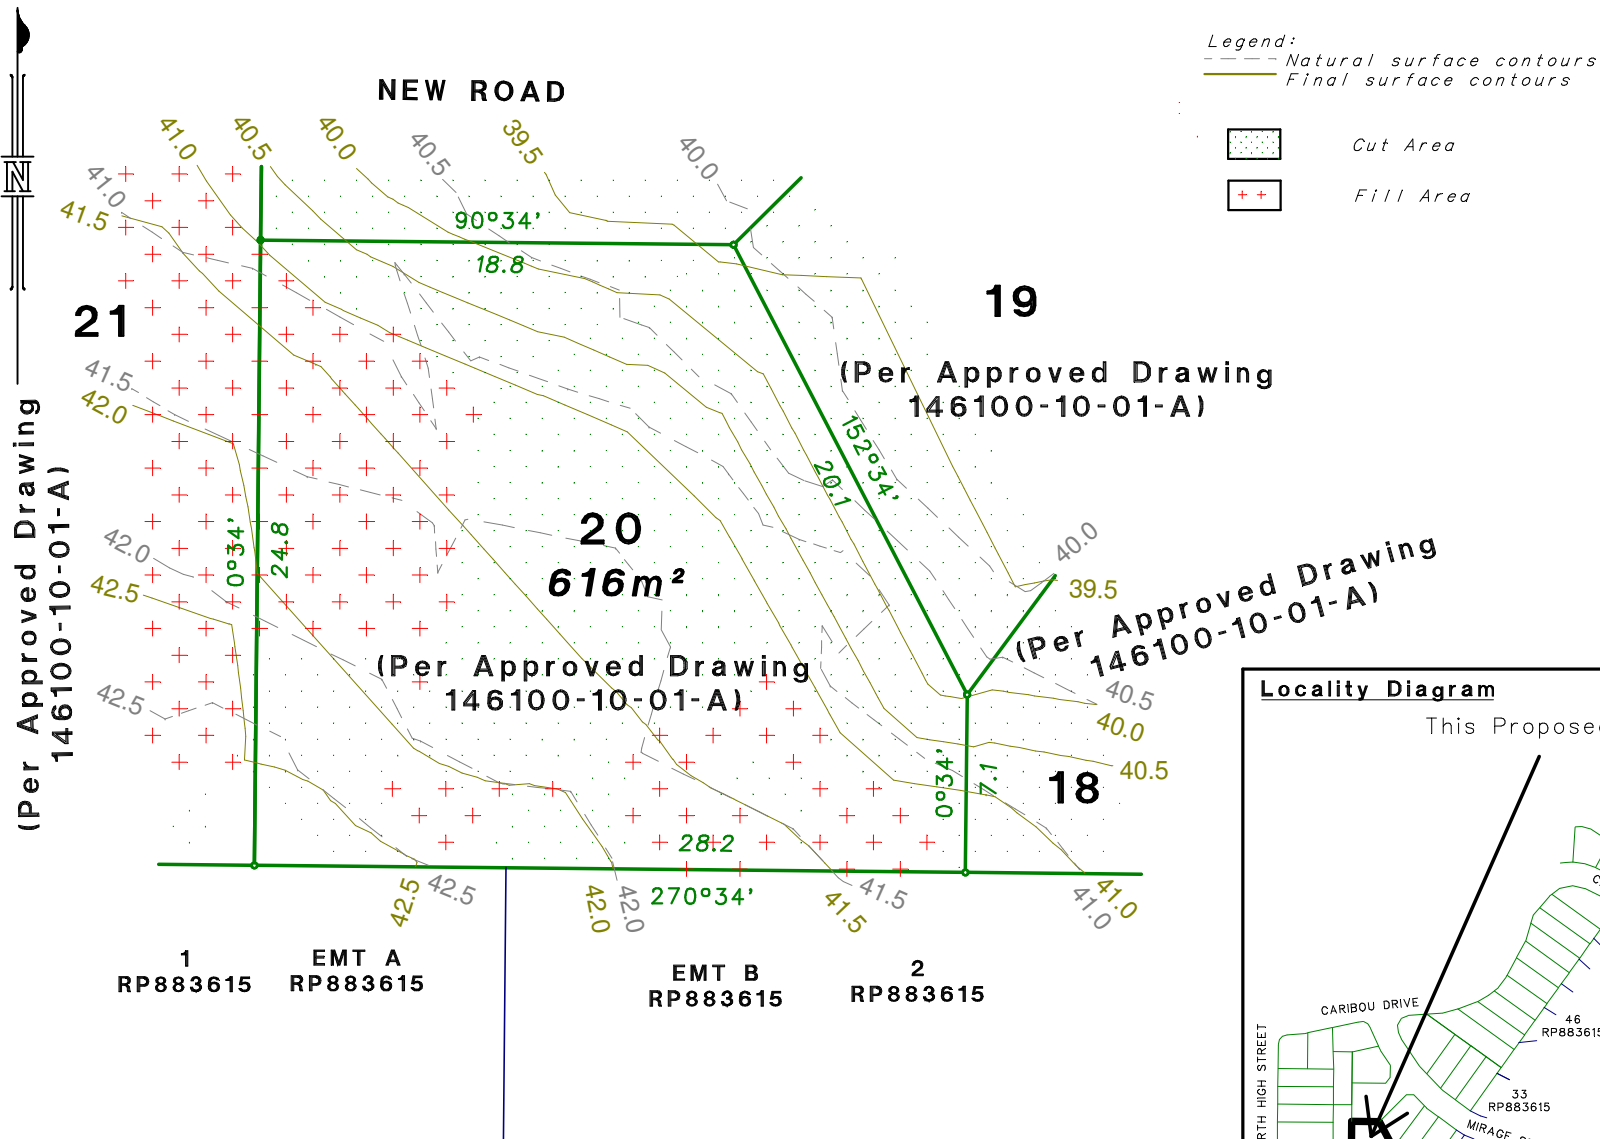 Legend:
Natural surface contours
Final surface contours
Cut Area
Fill Area
N
NEW ROAD
41.0
40.5
40.0
40.5
39.5
40.0
41.0
41.5
90°34'
18.8
21
19
(Per Approved Drawing
146100-10-01-A)
41.5
42.0
152°34'
20.1
(Per Approved Drawing
146100-10-01-A)
0°34'
24.8
20
616m²
(Per Approved Drawing
146100-10-01-A)
42.0
42.5
42.5
40.0
39.5
(Per Approved Drawing
146100-10-01-A)
40.5
40.0
40.5
0°34'
7.1
18
28.2
270°34'
42.5
42.5
42.0
42.0
41.5
41.5
41.0
41.0
1
RP883615
EMT A
RP883615
EMT B
RP883615
2
RP883615
Locality Diagram
This Propose
CARIBOU DRIVE
RTH HIGH STREET
46
RP883615
33
RP883615
MIRAGE